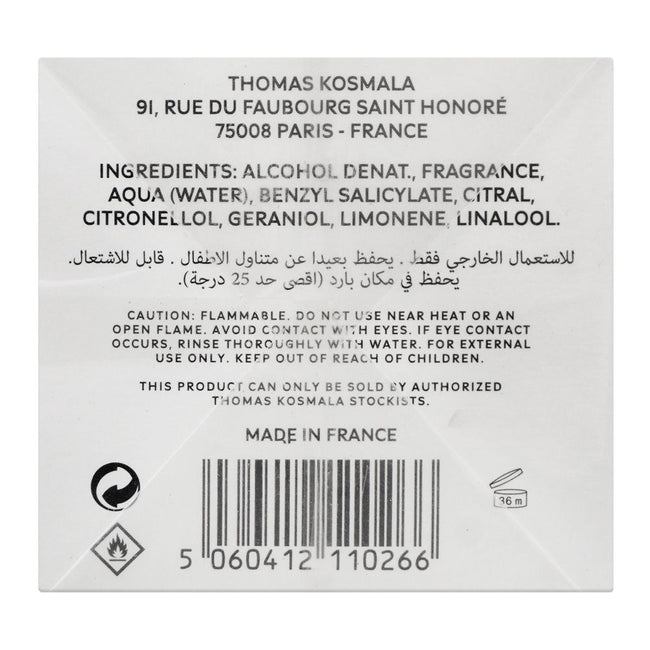 THOMAS KOSMALA
91, RUE DU FAUBOURG SAINT HONORÉ
75008 PARIS - FRANCE
INGREDIENTS: ALCOHOL DENAT., FRAGRANCE,
AQUA (WATER), BENZYL SALICYLATE, CITRAL,
CITRONELLOL, GERANIOL, LIMONENE, LINALOOL.
للاستعمال الخارجي فقط . يحفظ بعيدا عن متناول الاطفال . قابل للاشتعال.
يحفظ في مكان بارد (اقصى حد 25 درجة).
CAUTION: FLAMMABLE. DO NOT USE NEAR HEAT OR AN
OPEN FLAME. AVOID CONTACT WITH EYES. IF EYE CONTACT
OCCURS, RINSE THOROUGHLY WITH WATER. FOR EXTERNAL
USE ONLY. KEEP OUT OF REACH OF CHILDREN.
THIS PRODUCT CAN ONLY BE SOLD BY AUTHORIZED
THOMAS KOSMALA STOCKISTS.
MADE IN FRANCE
36 m
5 060412 110266